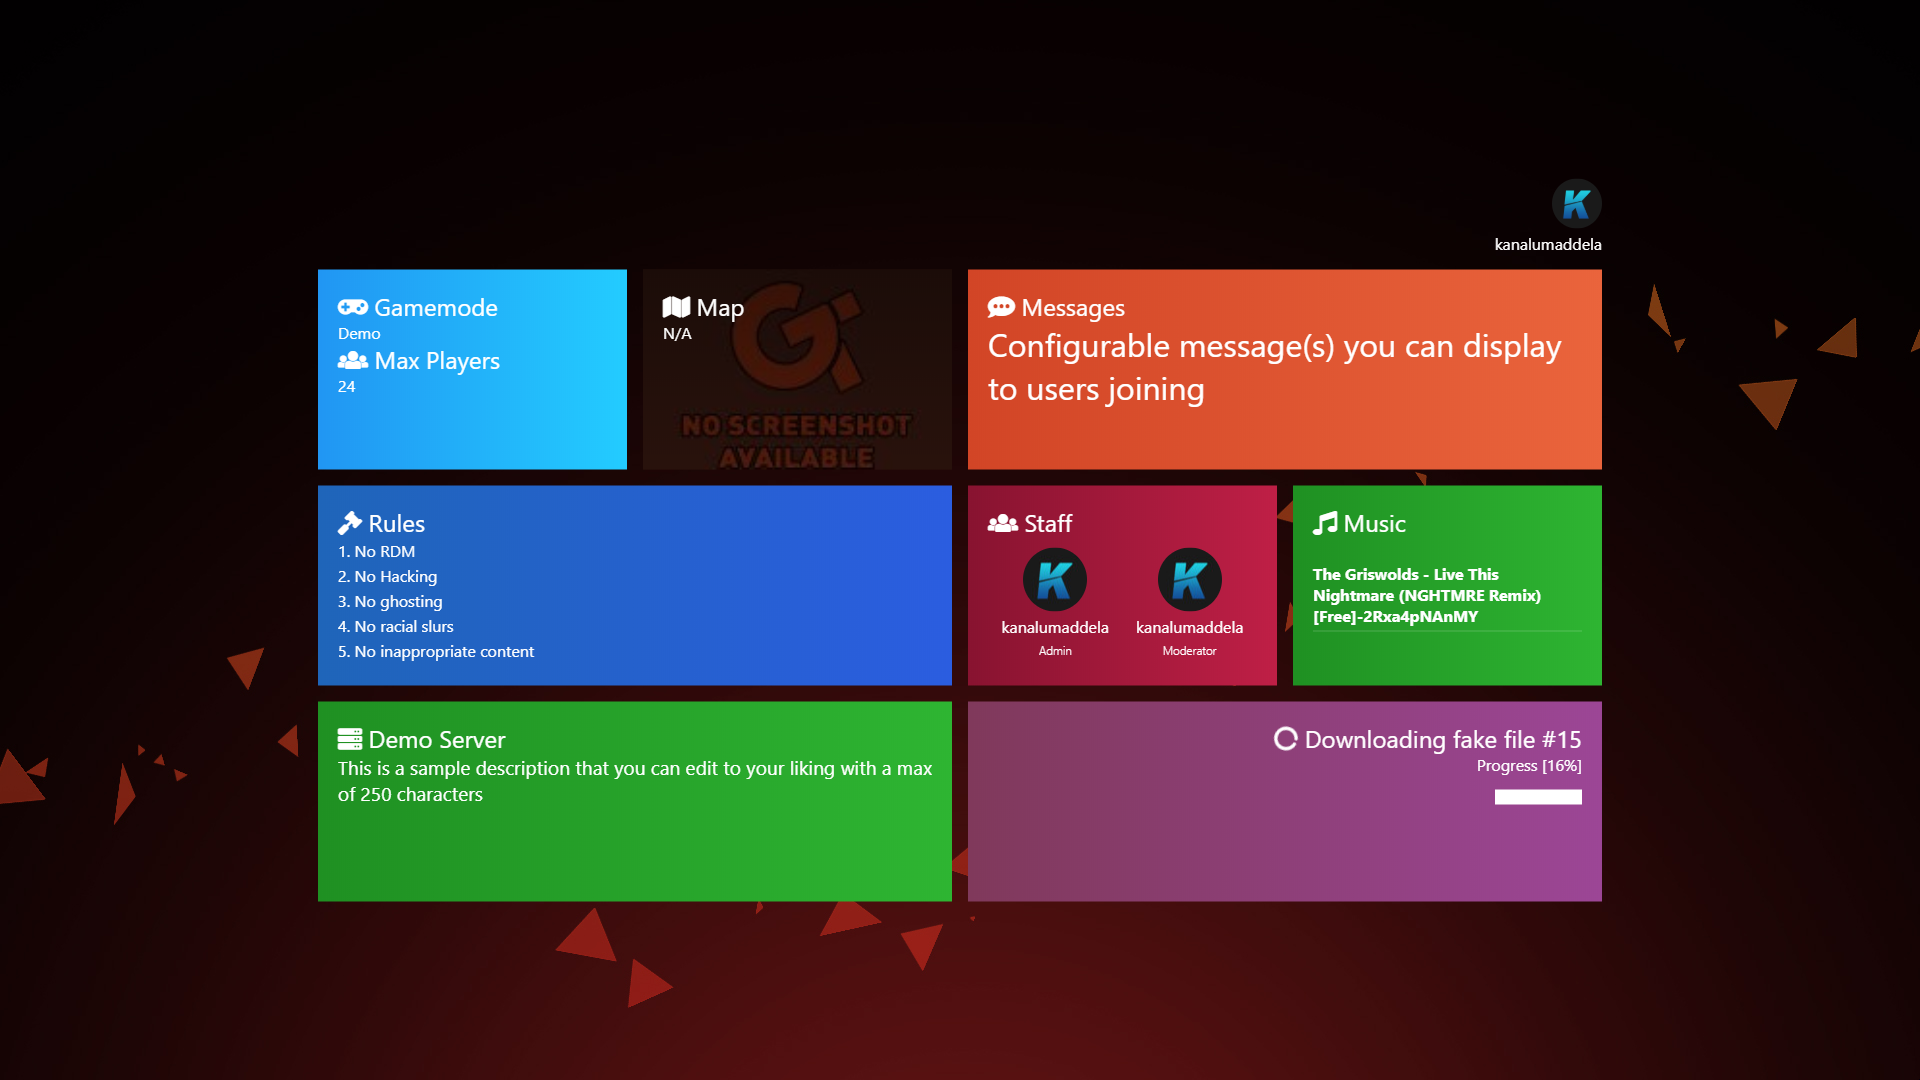 kanalumaddela
Gamemode
Demo
Max Players
24
Map
N/A
NO SCREENSHOT
AVAILABLE
Messages
Configurable message(s) you can display
to users joining
Rules
1. No RDM
2. No Hacking
3. No ghosting
4. No racial slurs
5. No inappropriate content
Staff
kanalumaddela
Admin
kanalumaddela
Moderator
Music
The Griswolds - Live This
Nightmare (NGHTMRE Remix)
[Free]-2Rxa4pNAnMY
Demo Server
This is a sample description that you can edit to your liking with a max
of 250 characters
Downloading fake file #15
Progress [16%]